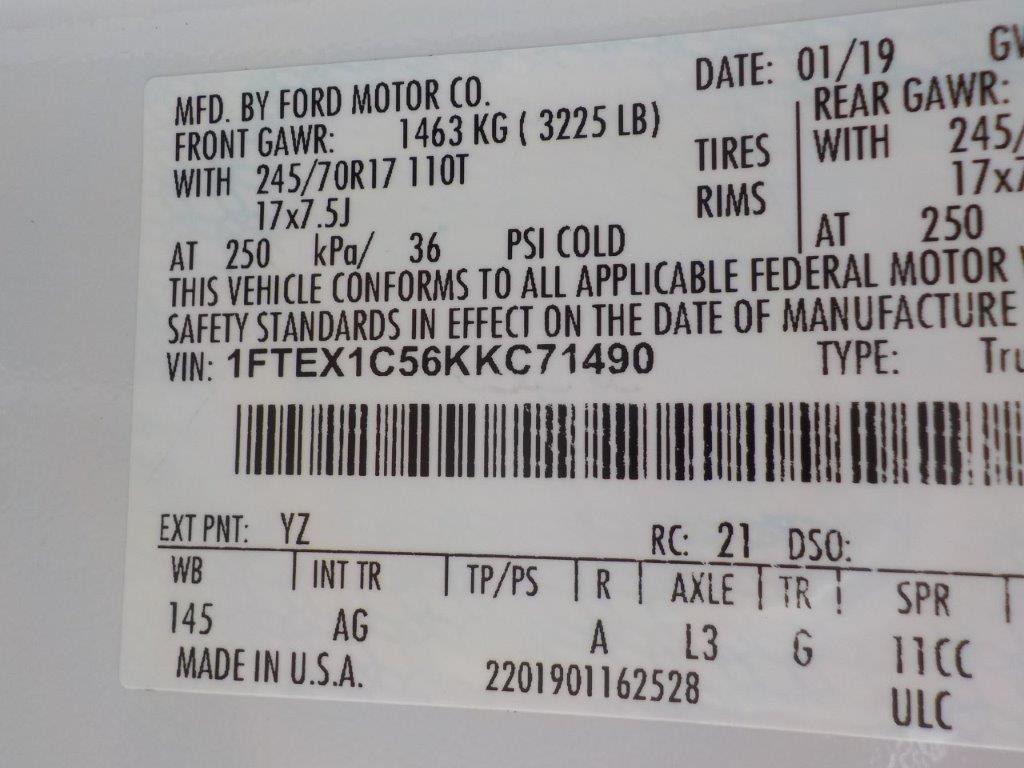 MFD. BY FORD MOTOR CO. DATE: 01/19
FRONT GAWR: 1463 KG ( 3225 LB) REAR GAWR:
WITH 245/70R17 110T TIRES WITH 245/
17x7.5J RIMS
AT 250 kPa/ 36 PSI COLD AT 250
THIS VEHICLE CONFORMS TO ALL APPLICABLE FEDERAL MOTOR
SAFETY STANDARDS IN EFFECT ON THE DATE OF MANUFACTURE
VIN: 1FTEX1C56KKC71490 TYPE:
EXT PNT: YZ RC: 21 DSO:
WB INT TR TP/PS R AXLE TR SPR
145 AG A L3 G 11CC
MADE IN U.S.A. 2201901162528 ULC